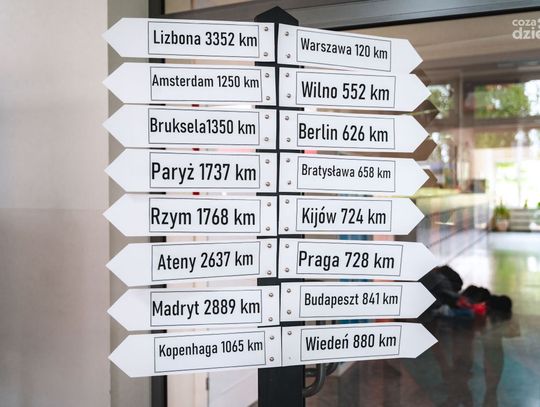 coza
dzień
Lizbona 3352 km
Warszawa 120 km
Amsterdam 1250 km
Wilno 552 km
Bruksela1350 km
Berlin 626 km
Paryż 1737 km
Bratysława 658 km
Rzym 1768 km
Kijów 724 km
Ateny 2637 km
Praga 728 km
Madryt 2889 km
Budapeszt 841 km
Kopenhaga 1065 km
Wiedeń 880 km